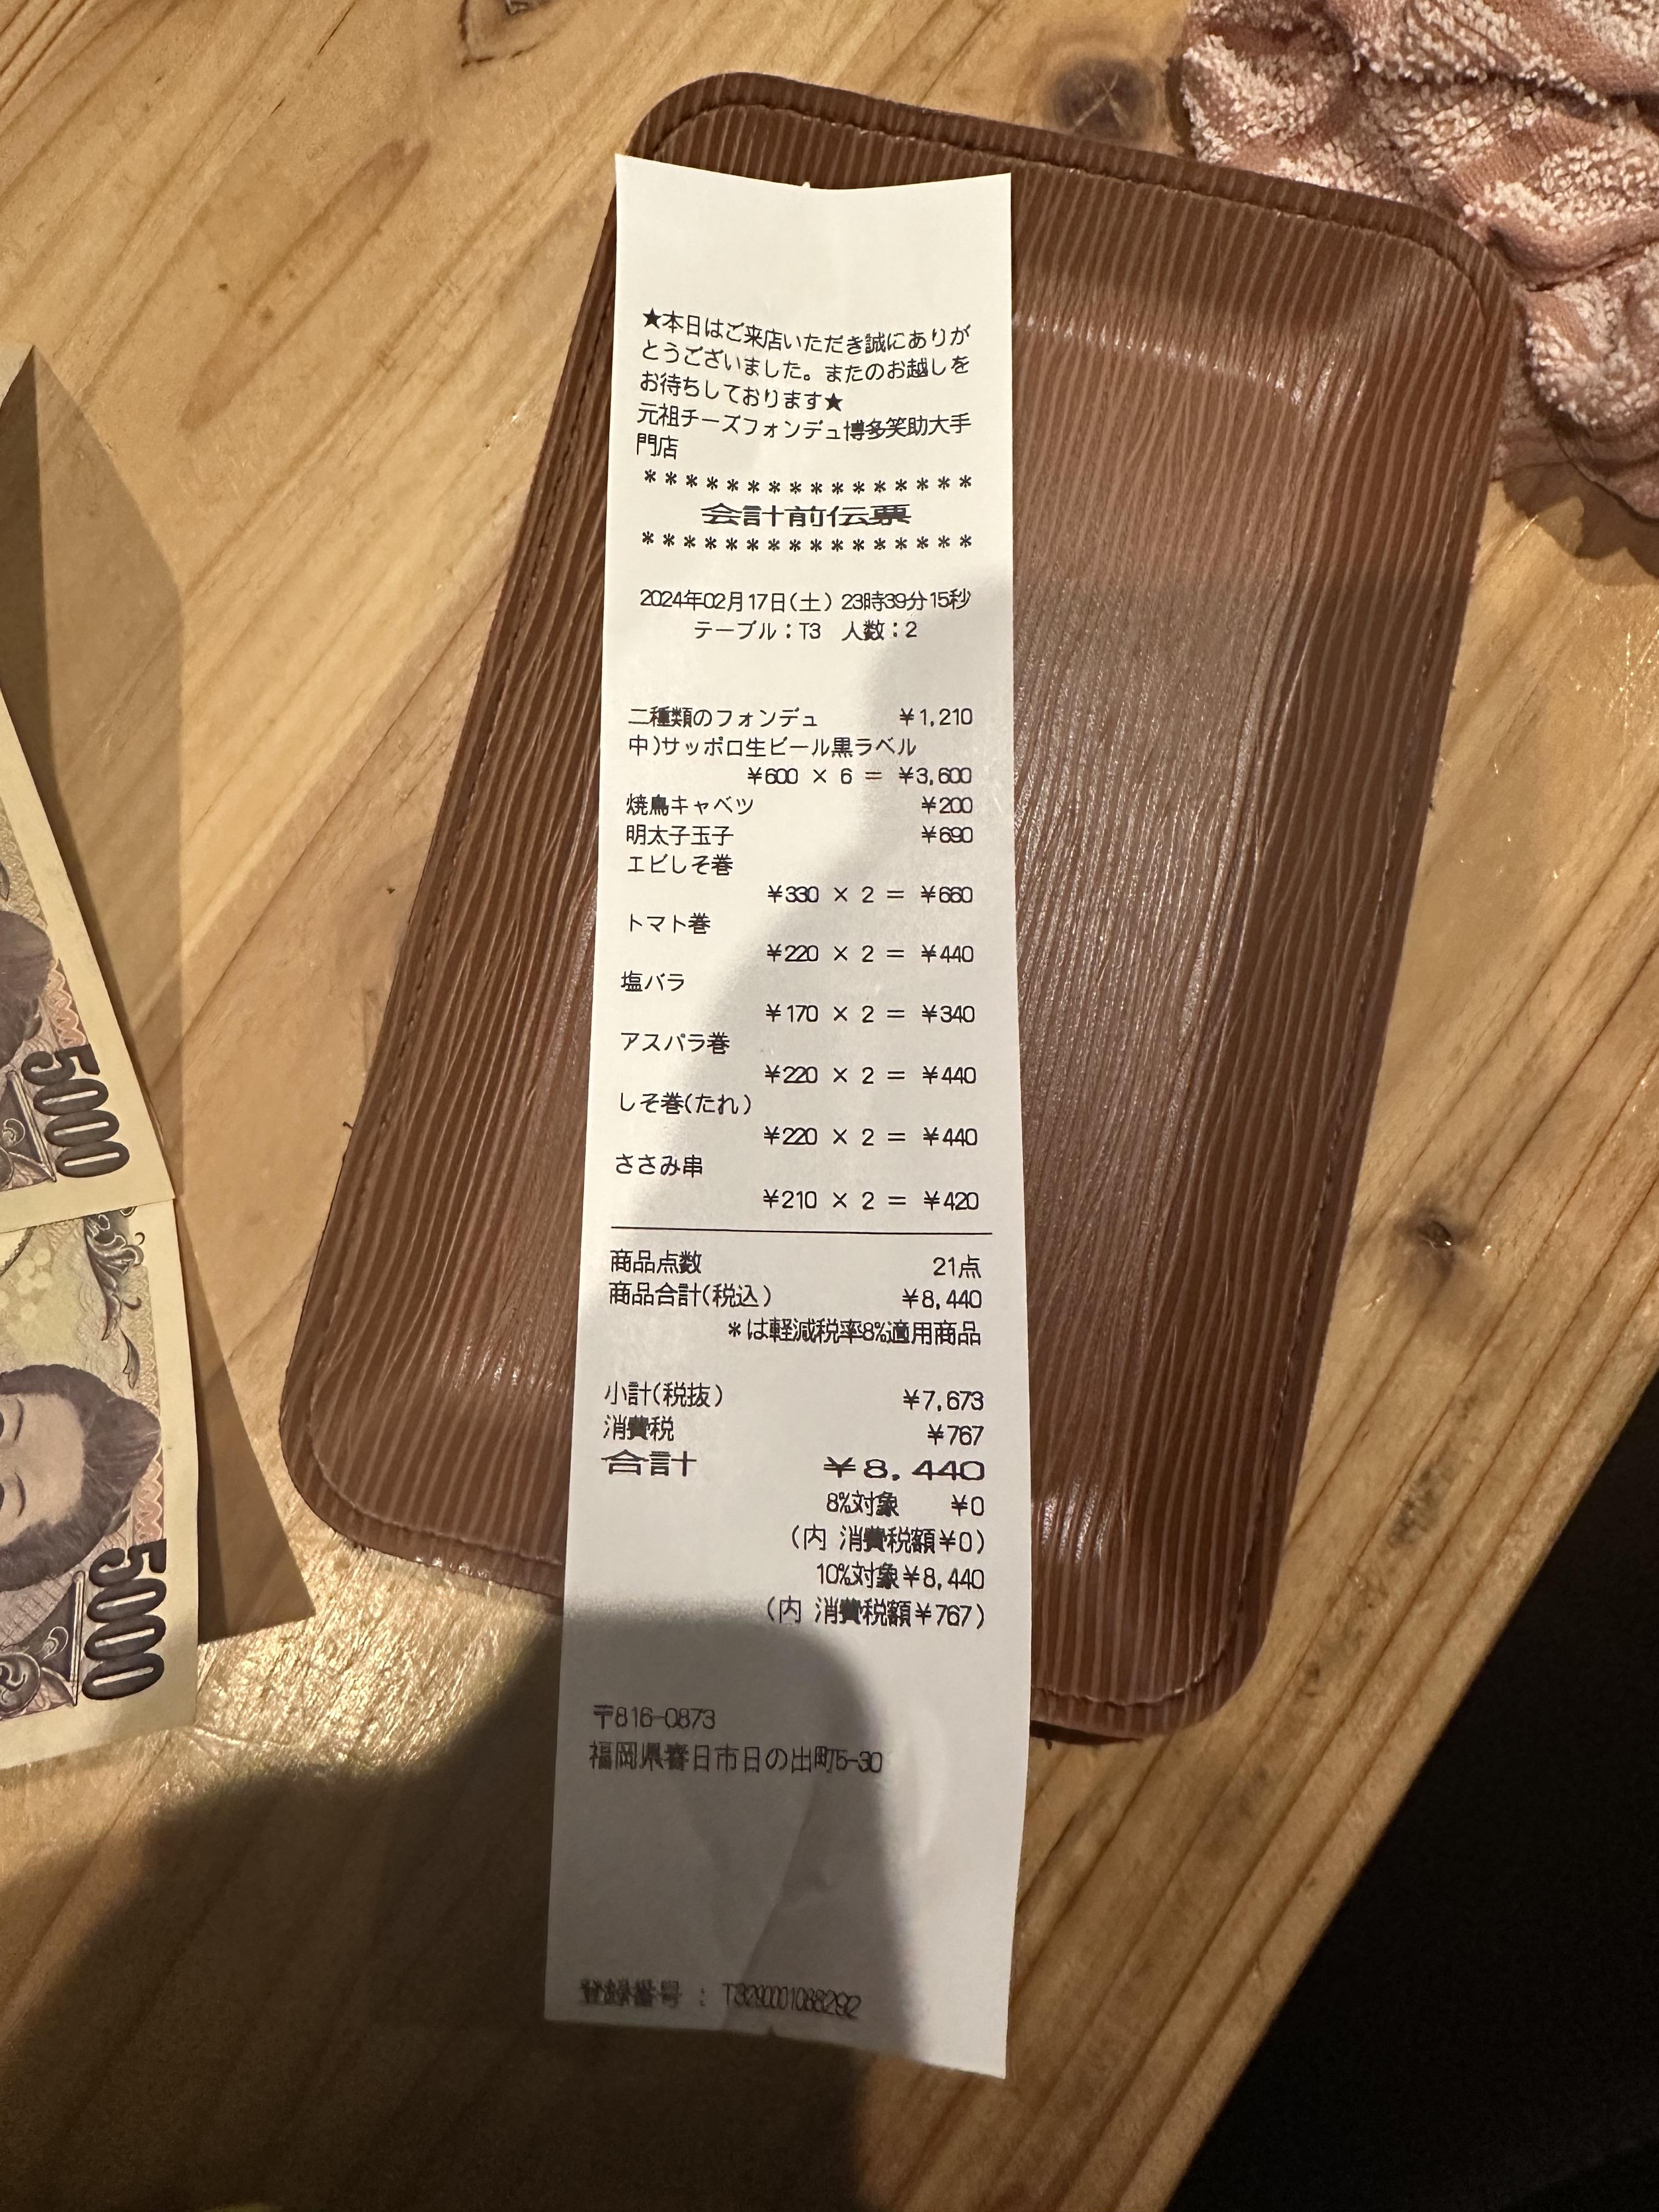 ★本日はご来店いただき誠にありが
とうございました。またのお越しを
お待ちしております★
元祖チーズフォンデュ博多笑助大手
門店
****************
会計前伝票
****************
2024年02月17日(土) 23時39分15秒
テーブル:T3 人数:2
二種類のフォンデュ ¥1,210
中)サッポロ生ビール黒ラベル
¥600 × 6 = ¥3,600
焼鳥キャベツ ¥200
明太子玉子 ¥690
エビしそ巻
¥330 × 2 = ¥660
トマト巻
¥220 × 2 = ¥440
塩バラ
¥170 × 2 = ¥340
アスパラ巻
¥220 × 2 = ¥440
しそ巻(たれ)
¥220 × 2 = ¥440
ささみ串
¥210 × 2 = ¥420
商品点数 21点
商品合計(税込) ¥8,440
*は軽減税率8%適用商品
小計(税抜) ¥7,673
消費税 ¥767
合計 ¥8,440
8%対象 ¥0
(内 消費税額¥0)
10%対象¥8,440
(内 消費税額¥767)
〒816-0873
福岡県春日市日の出町5-30
登録番号 : T3290001088292
5000
5000